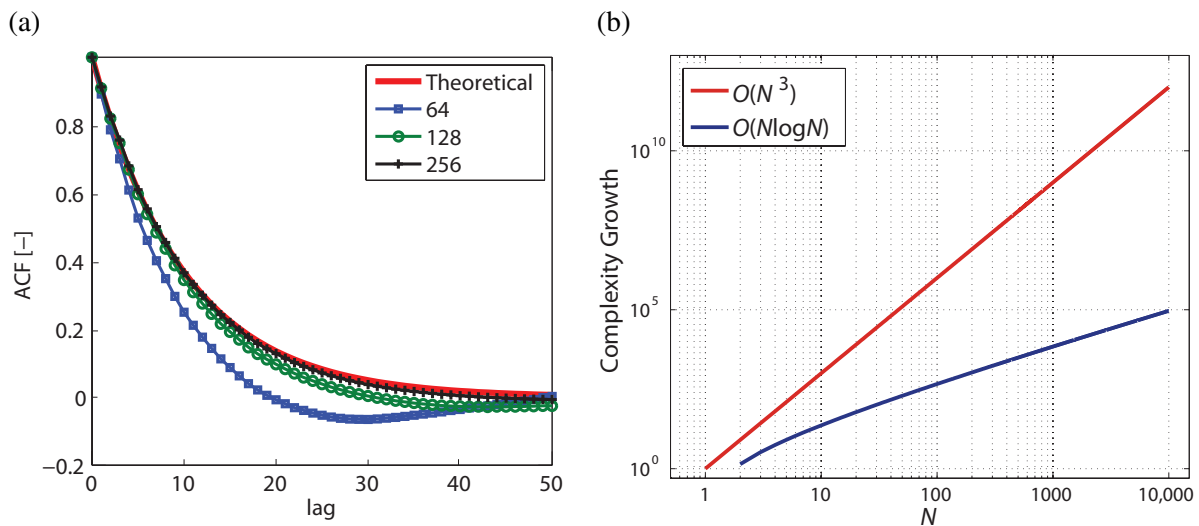 (a)
Theoretical
64
128
256
0.8
0.6
0.4
0.2
0
−0.2
ACF [−]
0 10 20 30 40 50
lag
(b)
O(N 3)
O(NlogN)
10^10
10^5
10^0
Complexity Growth
1 10 100 1000 10,000
N